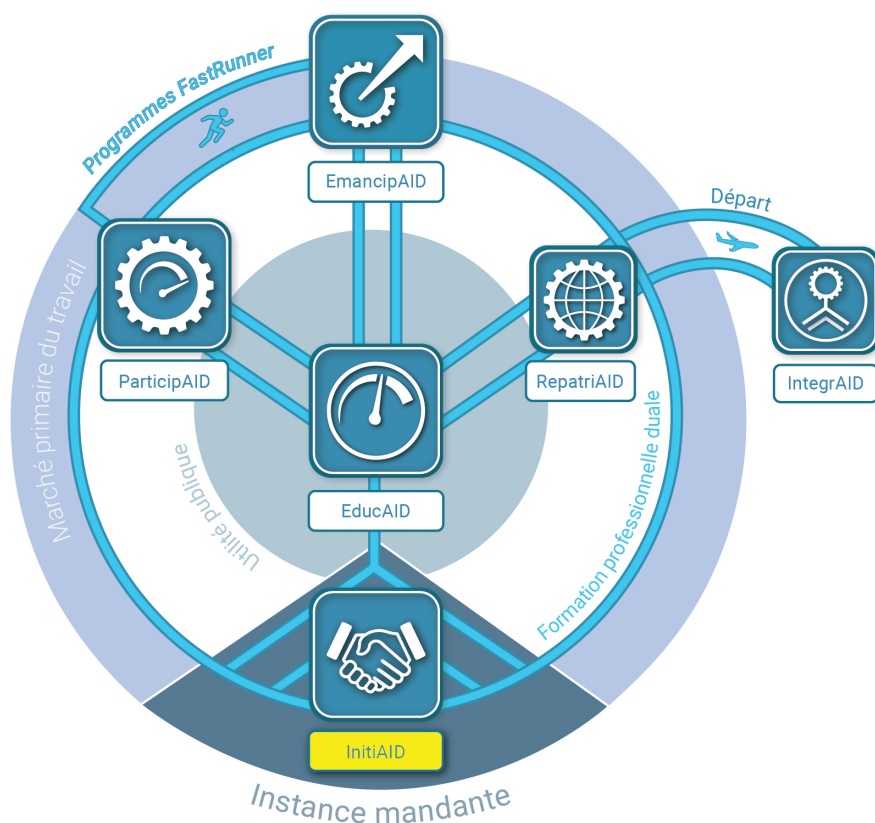 Programmes FastRunner
EmancipAID
Départ
Marché primaire du travail
ParticipAID
RepatriAID
IntegrAID
EducAID
Utilité publique
Formation professionnelle duale
InitiAID
Instance mandante